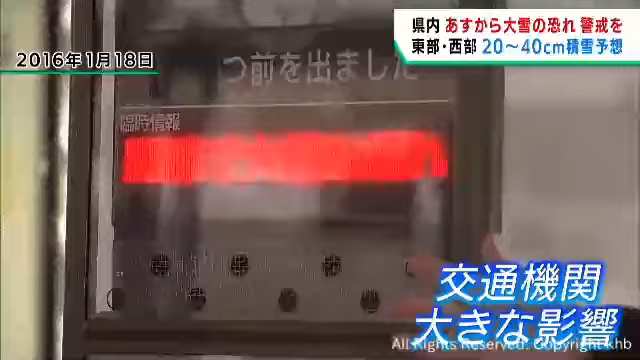 県内 あすから大雪の恐れ 警戒を
東部・西部 20～40cm積雪予想
2016年1月18日
つ前を出ました
臨時情報
交通機関
大きな影響
All Rights Reserved. Copyright khb